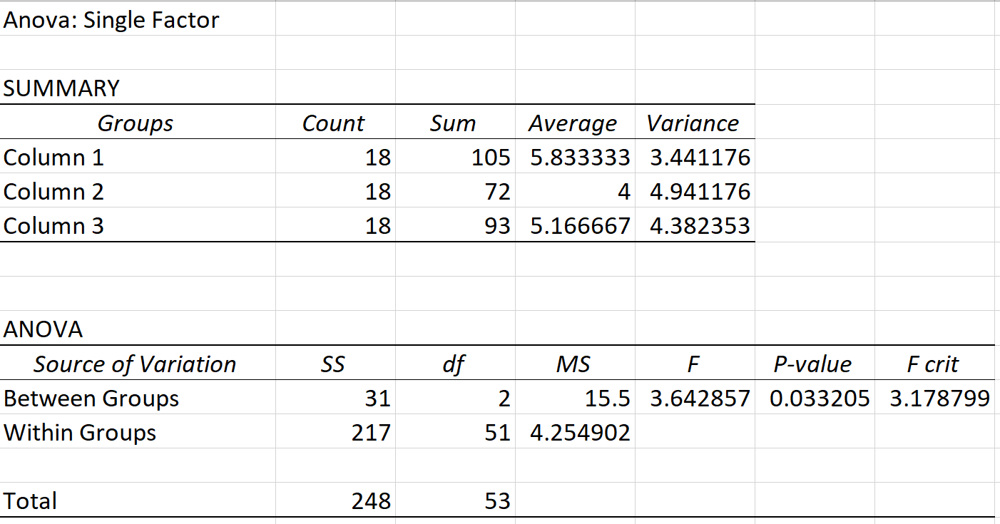 Anova: Single Factor
SUMMARY
Groups Count Sum Average Variance
Column 1 18 105 5.833333 3.441176
Column 2 18 72 4 4.941176
Column 3 18 93 5.166667 4.382353
ANOVA
Source of Variation SS df MS F P-value F crit
Between Groups 31 2 15.5 3.642857 0.033205 3.178799
Within Groups 217 51 4.254902
Total 248 53